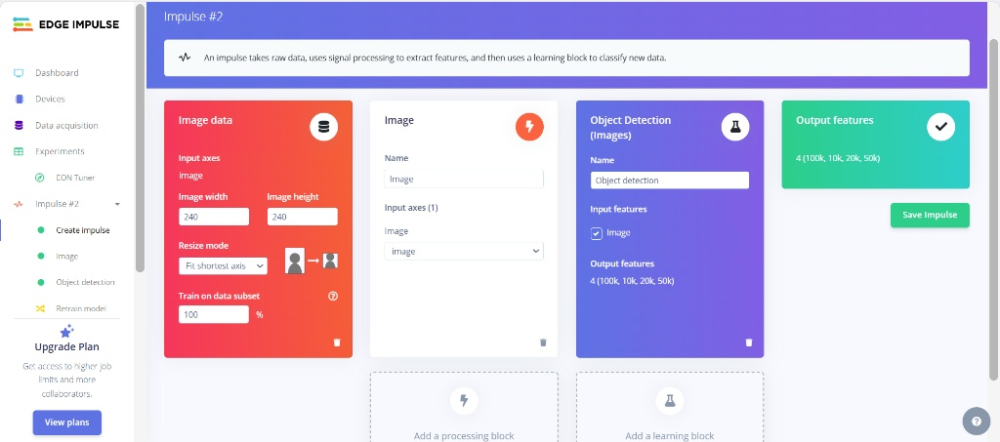 EDGE IMPULSE
Dashboard
Devices
Data acquisition
Experiments
EON Tuner
Impulse #2
Create impulse
Image
Object detection
Retrain model
Upgrade Plan
Get access to higher job
limits and more
collaborators.
View plans
Impulse #2
An impulse takes raw data, uses signal processing to extract features, and then uses a learning block to classify new data.
Image data
Input axes
image
Image width
Image height
240
240
Resize mode
Fit shortest axis
Train on data subset
100
%
Image
Name
Image
Input axes (1)
Image
image
Add a processing block
Object Detection
(Images)
Name
Object detection
Input features
Image
Output features
4 (100k, 10k, 20k, 50k)
Add a learning block
Output features
4 (100k, 10k, 20k, 50k)
Save Impulse